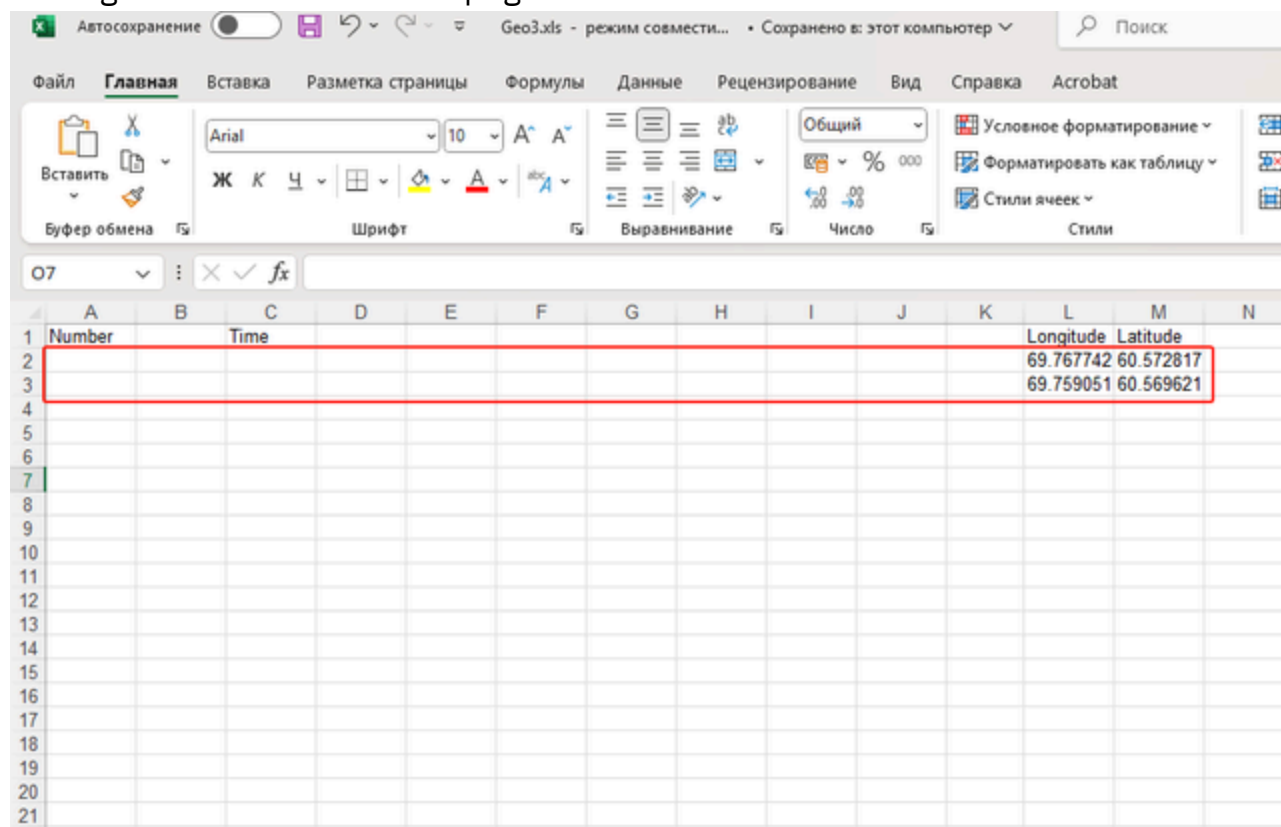 Автосохранение Geo3.xls - режим совмести... • Сохранено в: этот компьютер Поиск
Файл Главная Вставка Разметка страницы Формулы Данные Рецензирование Вид Справка Acrobat
Вставить Arial 10 Общий Условное форматирование
Ж К Ч % 000 Форматировать как таблицу
Стили ячеек
Буфер обмена Шрифт Выравнивание Число Стили
O7 fx
A B C D E F G H I J K L M N
1 Number Time Longitude Latitude
2 69.767742 60.572817
3 69.759051 60.569621
4
5
6
7
8
9
10
11
12
13
14
15
16
17
18
19
20
21